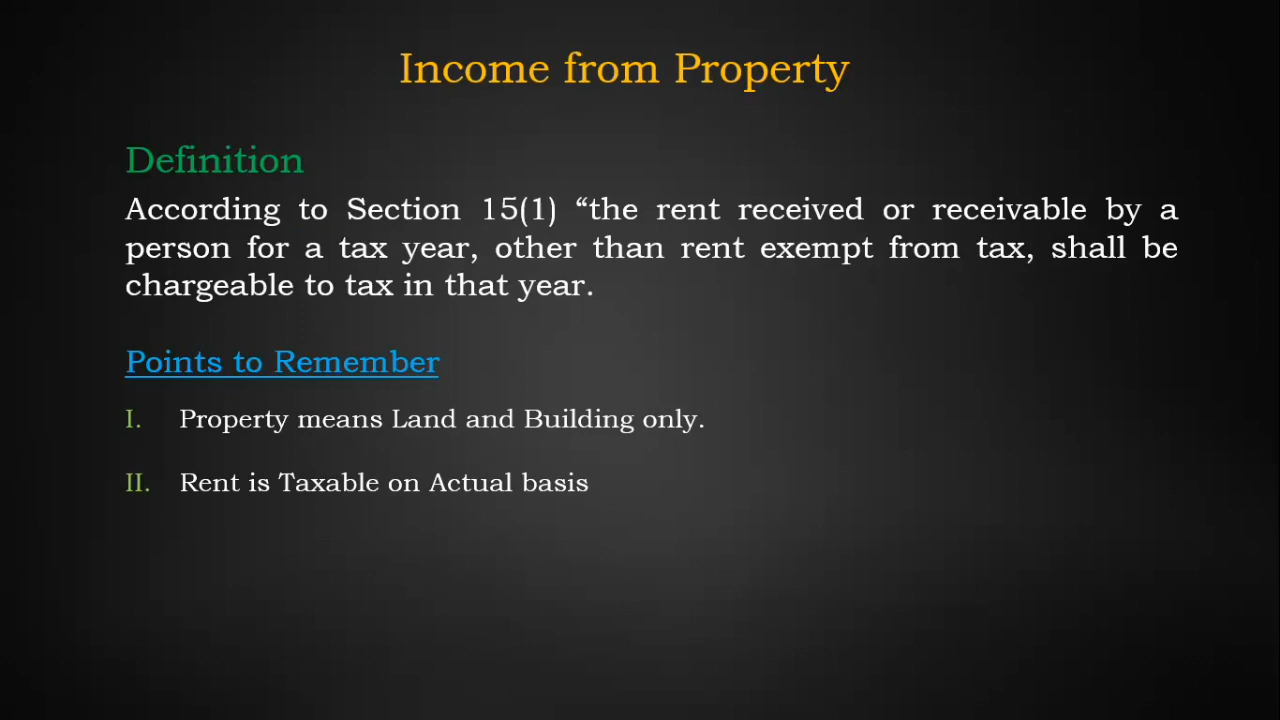 Income from Property
Definition
According to Section 15(1) “the rent received or receivable by a
person for a tax year, other than rent exempt from tax, shall be
chargeable to tax in that year.
Points to Remember
I. Property means Land and Building only.
II. Rent is Taxable on Actual basis